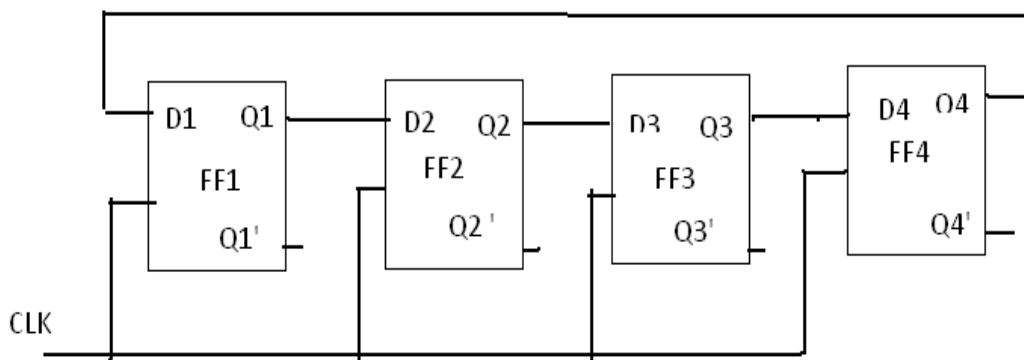 D1 Q1
FF1
Q1'
D2 Q2
FF2
Q2 '
D3 Q3
FF3
Q3'
D4 Q4
FF4
Q4'
CLK